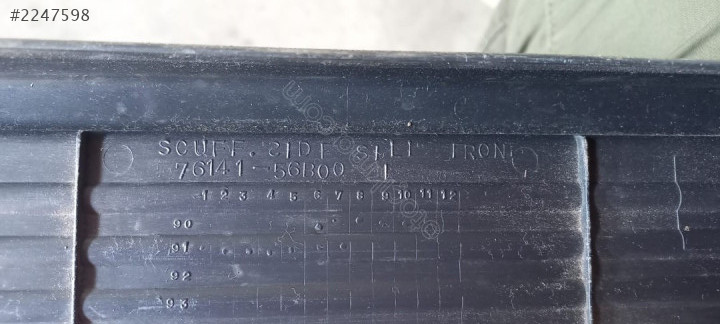 #2247598
SCUFF, SIDE SILL FRONT
76141-56B00 L
1 2 3 4 5 6 7 8 9 10 11 12
90
91
92
93